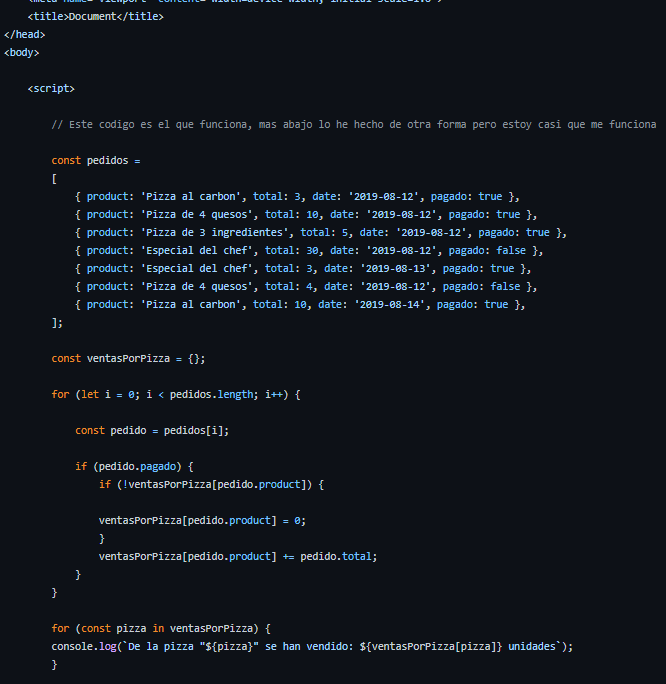 <meta name="viewport" content="width=device-width, initial-scale=1.0">
<title>Document</title>
</head>
<body>
<script>
// Este codigo es el que funciona, mas abajo lo he hecho de otra forma pero estoy casi que me funciona
const pedidos =
[
{ product: 'Pizza al carbon', total: 3, date: '2019-08-12', pagado: true },
{ product: 'Pizza de 4 quesos', total: 10, date: '2019-08-12', pagado: true },
{ product: 'Pizza de 3 ingredientes', total: 5, date: '2019-08-12', pagado: true },
{ product: 'Especial del chef', total: 30, date: '2019-08-12', pagado: false },
{ product: 'Especial del chef', total: 3, date: '2019-08-13', pagado: true },
{ product: 'Pizza de 4 quesos', total: 4, date: '2019-08-12', pagado: false },
{ product: 'Pizza al carbon', total: 10, date: '2019-08-14', pagado: true },
];
const ventasPorPizza = {};
for (let i = 0; i < pedidos.length; i++) {
const pedido = pedidos[i];
if (pedido.pagado) {
if (!ventasPorPizza[pedido.product]) {
ventasPorPizza[pedido.product] = 0;
}
ventasPorPizza[pedido.product] += pedido.total;
}
}
for (const pizza in ventasPorPizza) {
console.log(`De la pizza "${pizza}" se han vendido: ${ventasPorPizza[pizza]} unidades`);
}